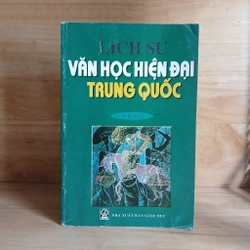 LỊCH SỬ
VĂN HỌC HIỆN ĐẠI
TRUNG QUỐC
NHÀ XUẤT BẢN GIÁO DỤC